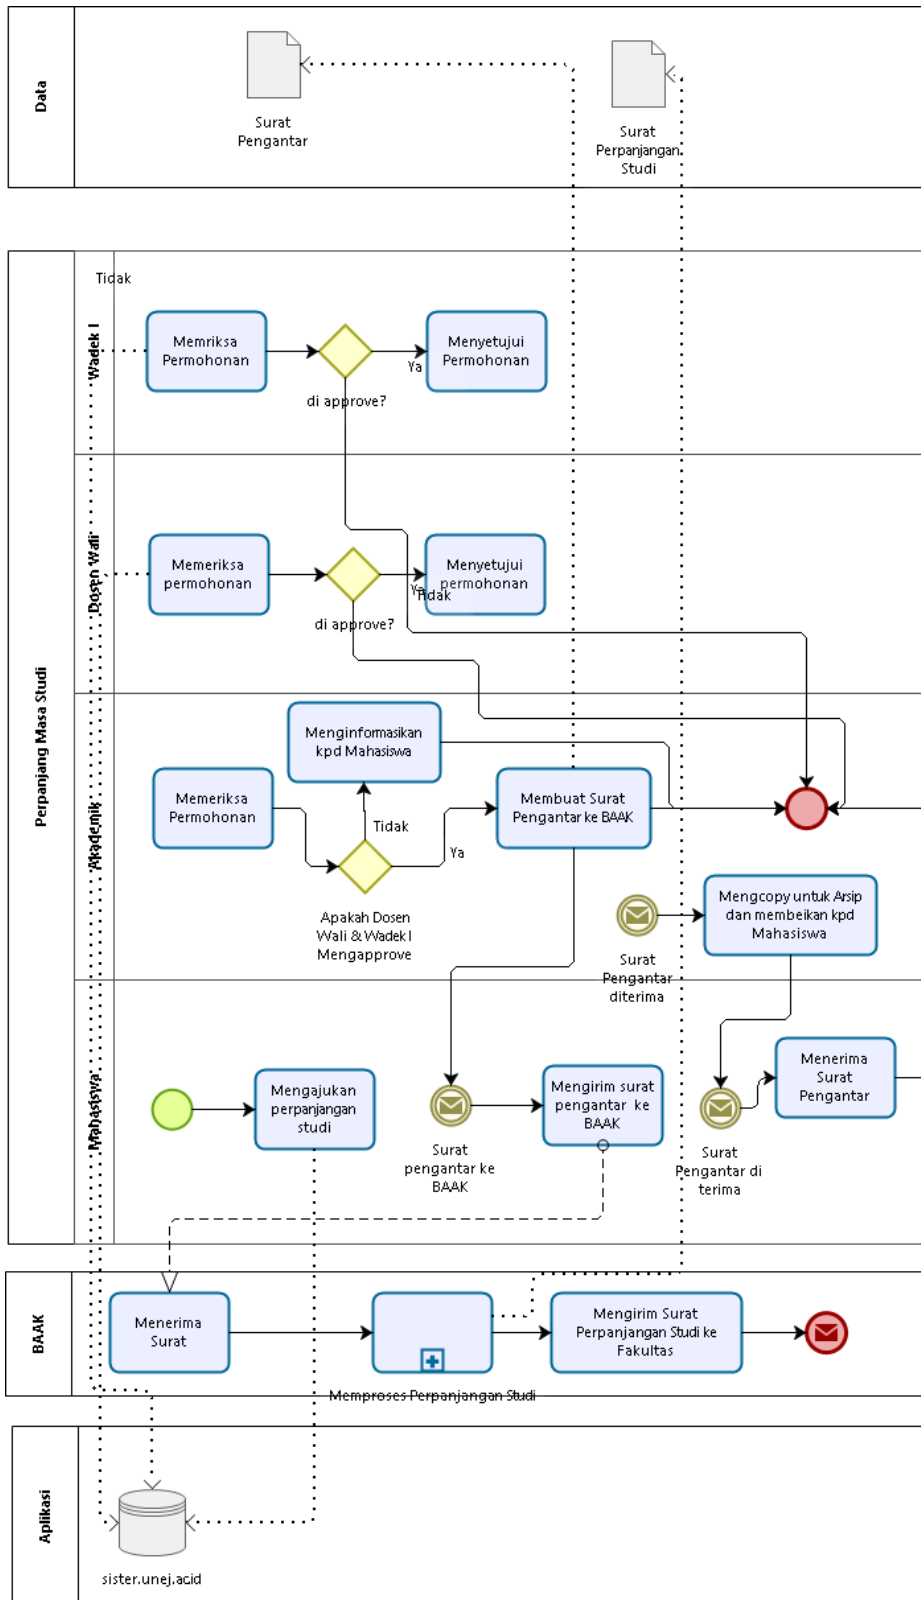 Data
Surat
Pengantar
Surat
Perpanjangan
Studi
Perpanjang Masa Studi
Wadek I
Tidak
Memriksa
Permohonan
di approve?
Ya
Menyetujui
Permohonan
Dosen Wali
Memeriksa
permohonan
di approve?
Ya
Tidak
Menyetujui
permohonan
Akademik
Memeriksa
Permohonan
Menginformasikan
kpd Mahasiswa
Tidak
Ya
Apakah Dosen
Wali & Wadek I
Mengapprove
Membuat Surat
Pengantar ke BAAK
Surat
Pengantar
diterima
Mengcopy untuk Arsip
dan membeikan kpd
Mahasiswa
Mahasiswa
Mengajukan
perpanjangan
studi
Surat
pengantar ke
BAAK
Mengirim surat
pengantar ke
BAAK
Surat
Pengantar di
terima
Menerima
Surat
Pengantar
BAAK
Menerima
Surat
Memproses Perpanjangan Studi
Mengirim Surat
Perpanjangan Studi ke
Fakultas
Aplikasi
sister.unej.ac.id